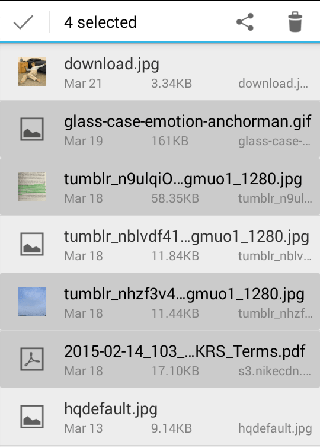 4 selected
download.jpg
Mar 21 3.34KB download.j...
glass-case-emotion-anchorman.gif
Mar 19 161KB glass-case-...
tumblr_n9ulqiO...gmuo1_1280.jpg
Mar 18 58.35KB tumblr_n9ul...
tumblr_nblvdf41...gmuo1_1280.jpg
Mar 18 11.84KB tumblr_nblv...
tumblr_nhzf3v4...gmuo1_1280.jpg
Mar 18 11.44KB tumblr_nhzf...
2015-02-14_103_...KRS_Terms.pdf
Mar 18 17.10KB s3.nikecdn....
hqdefault.jpg
Mar 13 9.14KB hqdefault.jpg